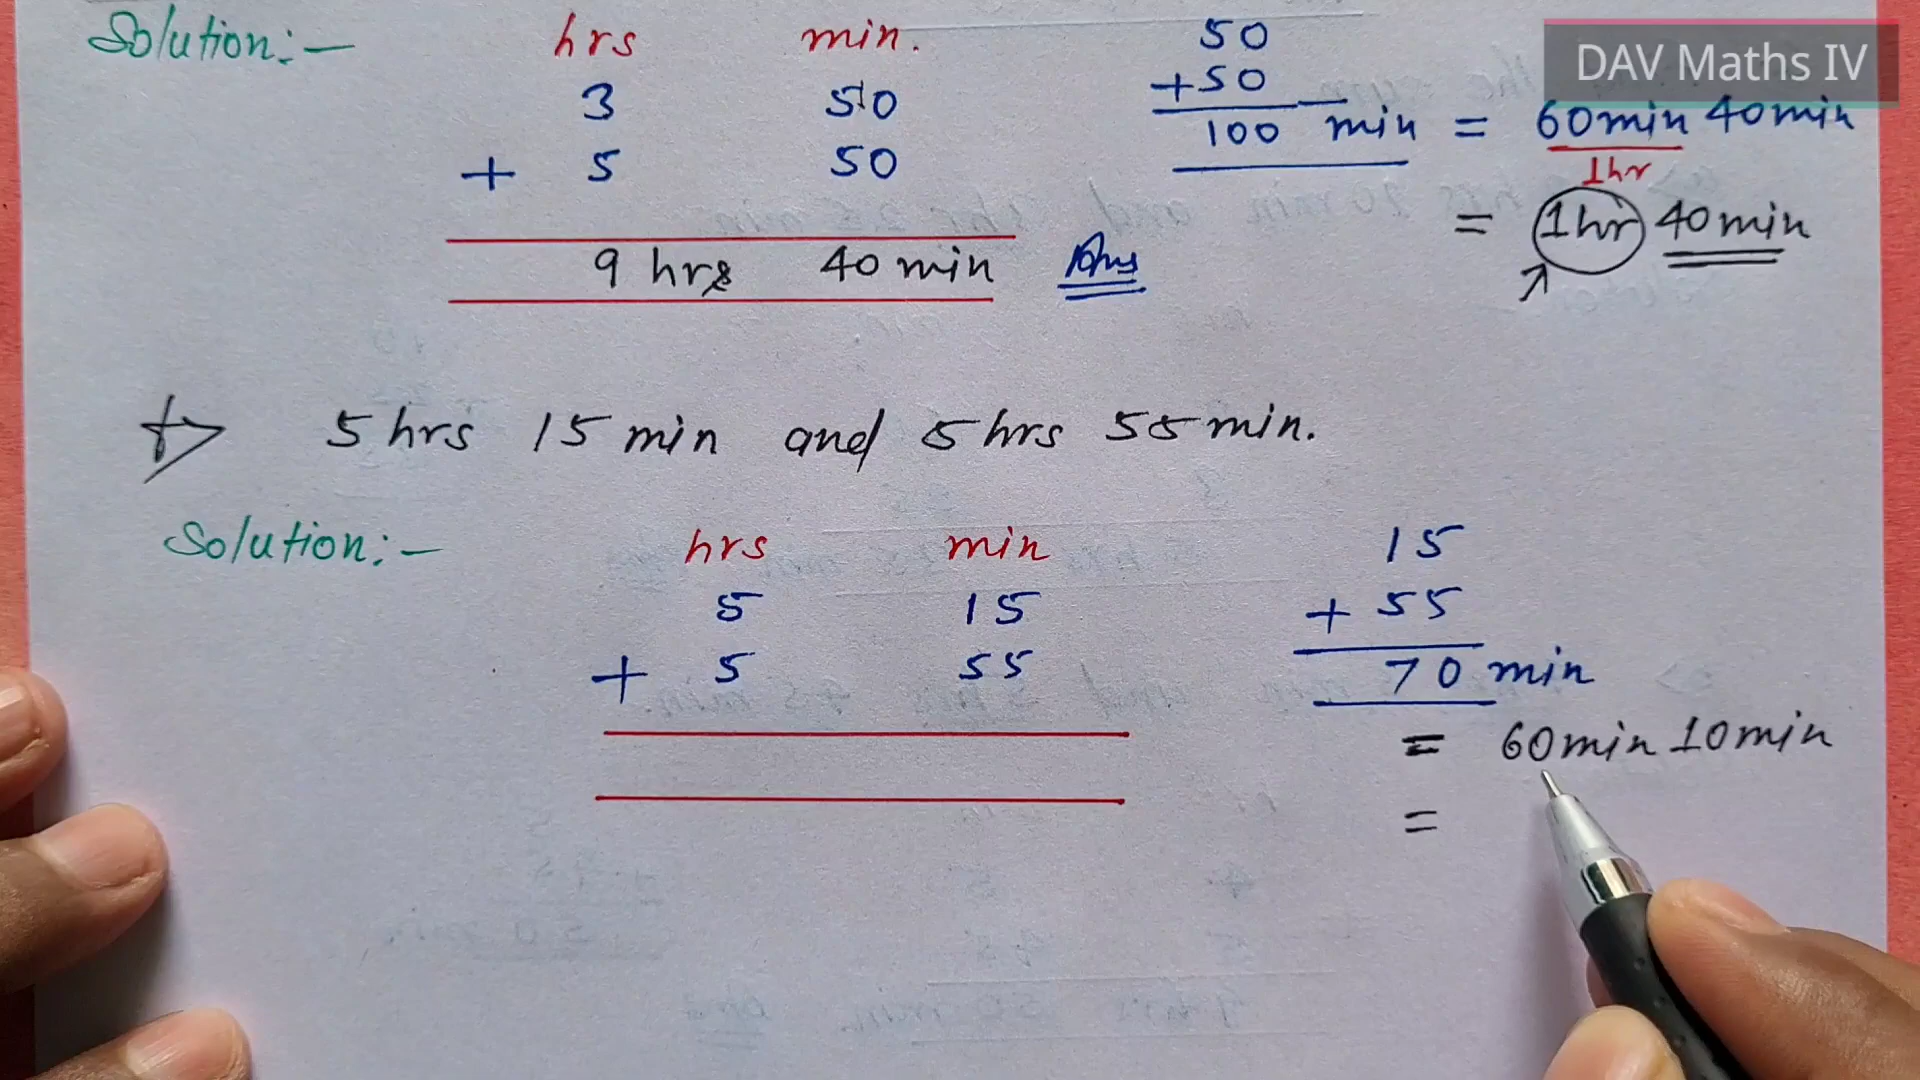 DAV Maths IV
Solution:- hrs min. 50
3 50 +50
+ 5 50 100 min = 60min 40min
1hr
= 1hr 40min
9 hrs 40 min Ans
f> 5 hrs 15 min and 5 hrs 55 min.
Solution:- hrs min 15
5 15 + 55
+ 5 55 70 min
= 60min 10min
=